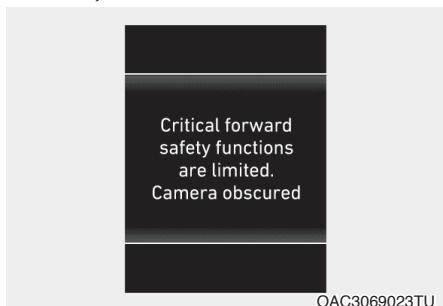 Critical forward
safety functions
are limited.
Camera obscured
OAC3069023TU